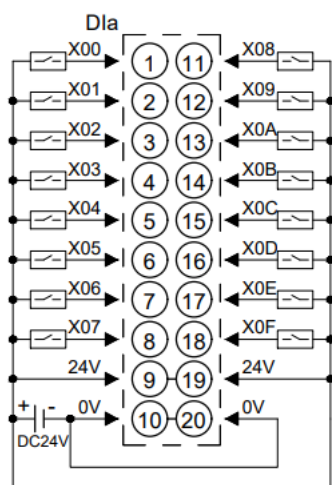 DIa
X00 1 11 X08
X01 2 12 X09
X02 3 13 X0A
X03 4 14 X0B
X04 5 15 X0C
X05 6 16 X0D
X06 7 17 X0E
X07 8 18 X0F
24V 9 19 24V
+ - 0V 10 20 0V
DC24V